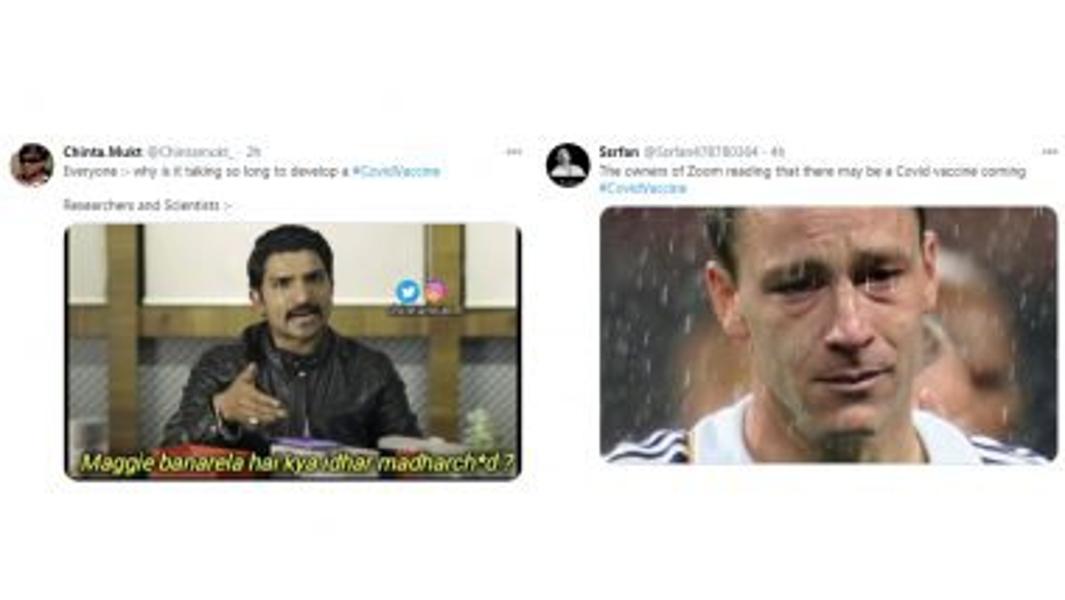 Chinta.Mukt @Chintamukt_ · 2h
Everyone :- why is it taking so long to develop a #CovidVaccine
Researchers and Scientists :-
Maggie banarela hai kya idhar madharch*d ?
Ssrfan · 4h
The owners of Zoom reading that there may be a Covid vaccine coming
#CovidVaccine